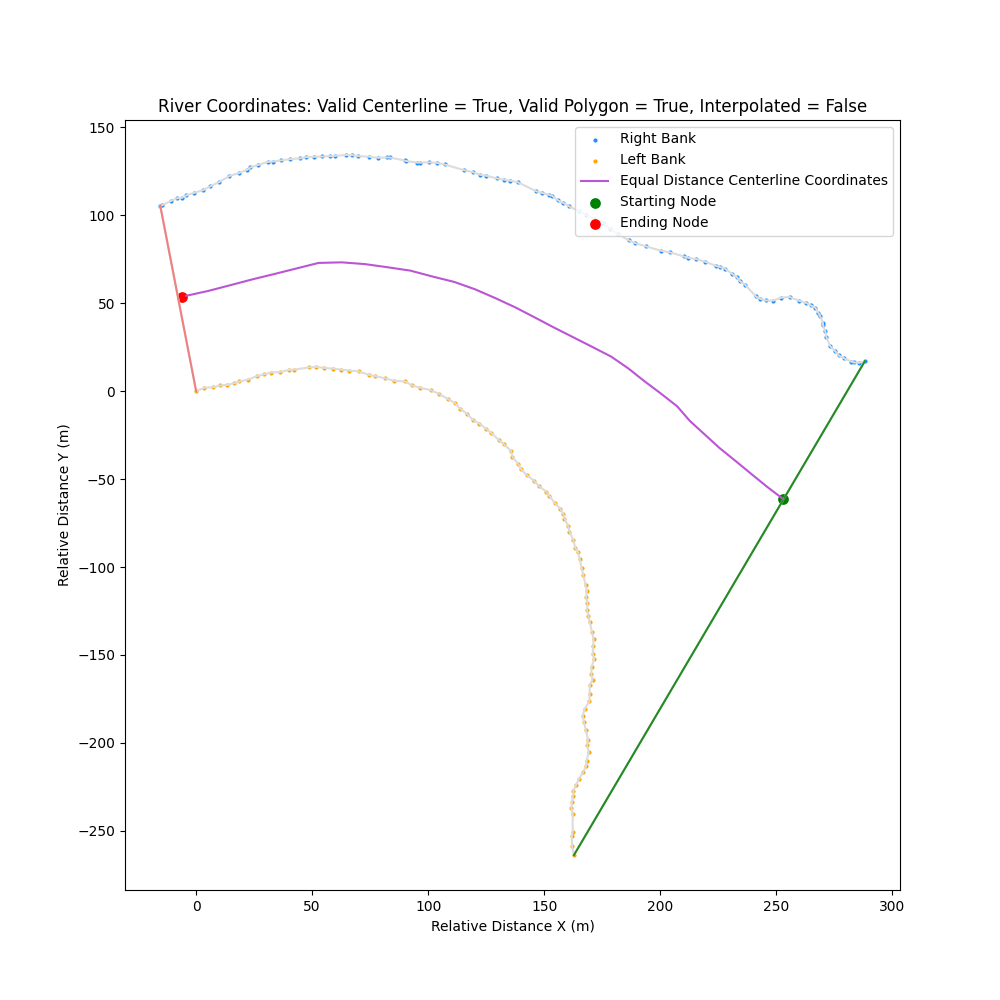 River Coordinates: Valid Centerline = True, Valid Polygon = True, Interpolated = False
Right Bank
Left Bank
Equal Distance Centerline Coordinates
Starting Node
Ending Node
150
100
50
0
−50
−100
−150
−200
−250
Relative Distance Y (m)
0
50
100
150
200
250
300
Relative Distance X (m)